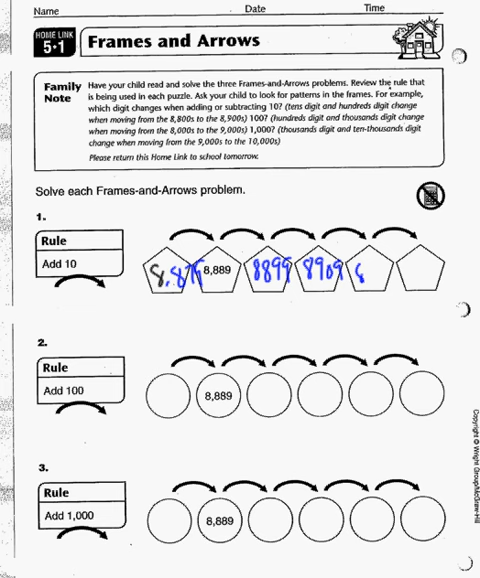 Name Date Time
HOME LINK
5•1
Frames and Arrows
Family Note
Have your child read and solve the three Frames-and-Arrows problems. Review the rule that
is being used in each puzzle. Ask your child to look for patterns in the frames. For example,
which digit changes when adding or subtracting 10? (tens digit and hundreds digit change
when moving from the 8,800s to the 8,900s) 100? (hundreds digit and thousands digit change
when moving from the 8,000s to the 9,000s) 1,000? (thousands digit and ten-thousands digit
change when moving from the 9,000s to the 10,000s)
Please return this Home Link to school tomorrow.
Solve each Frames-and-Arrows problem.
1.
Rule
Add 10
8.879 8,889 8899 8909
2.
Rule
Add 100
8,889
3.
Rule
Add 1,000
8,889
Copyright © Wright Group/McGraw-Hill